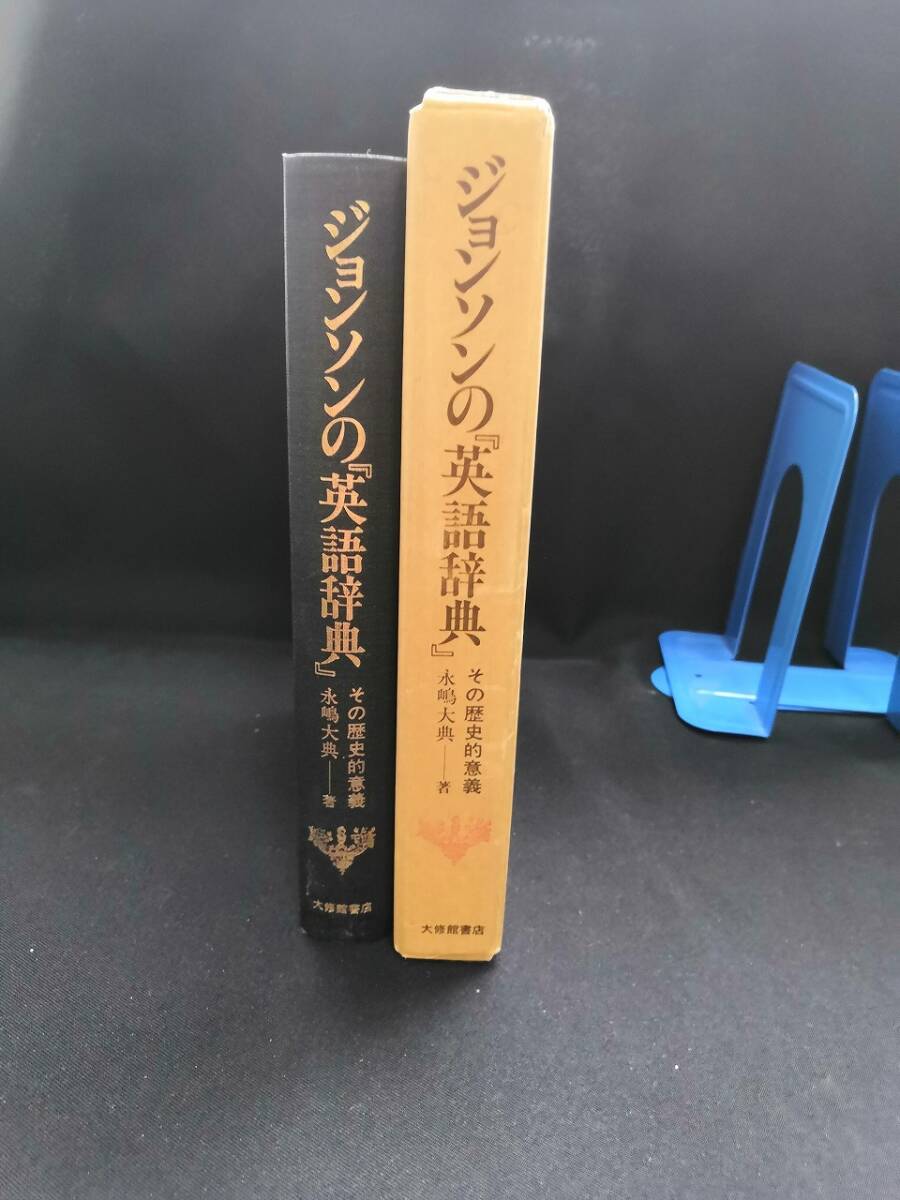 ジョンソンの『英語辞典』
その歴史的意義
永嶋大典──著
大修館書店
ジョンソンの『英語辞典』
その歴史的意義
永嶋大典──著
大修館書店